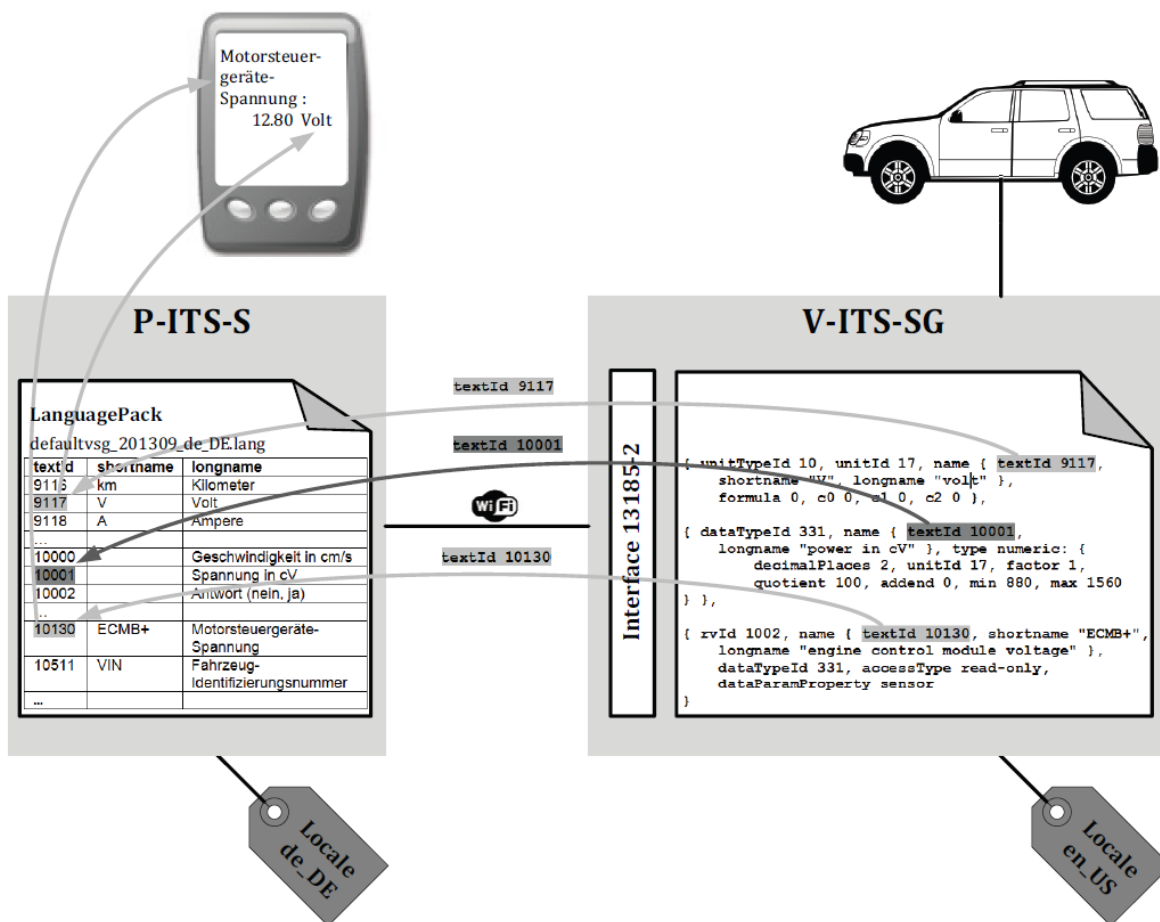 Motorsteuer-
geräte-
Spannung :
12.80 Volt
P-ITS-S
LanguagePack
defaultvsg_201309_de_DE.lang
textid shortname longname
9116 km Kilometer
9117 V Volt
9118 A Ampere
...
10000 Geschwindigkeit in cm/s
10001 Spannung in cV
10002 Antwort (nein, ja)
...
10130 ECMB+ Motorsteuergeräte-
Spannung
10511 VIN Fahrzeug-
Identifizierungsnummer
...
Locale
de_DE
textId 9117
textId 10001
WiFi
textId 10130
V-ITS-SG
Interface 13185-2
{ unitTypeId 10, unitId 17, name { textId 9117,
shortname "V", longname "volt" },
formula 0, c0 0, c1 0, c2 0 },
{ dataTypeId 331, name { textId 10001,
longname "power in cV" }, type numeric: {
decimalPlaces 2, unitId 17, factor 1,
quotient 100, addend 0, min 880, max 1560
} },
{ rvId 1002, name { textId 10130, shortname "ECMB+",
longname "engine control module voltage" },
dataTypeId 331, accessType read-only,
dataParamProperty sensor
}
Locale
en_US